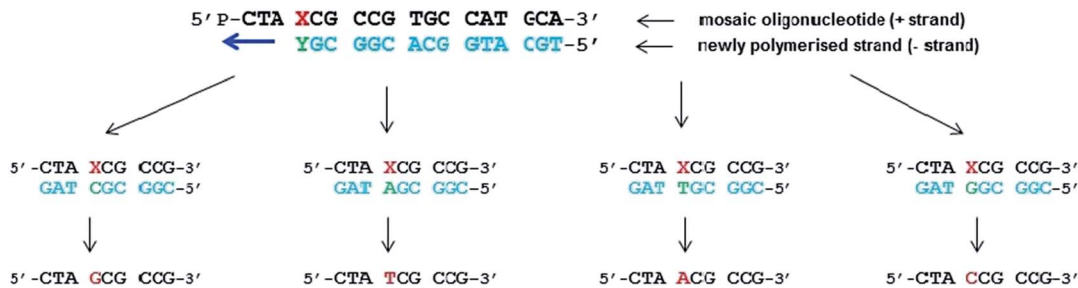 5'P-CTA XCG CCG TGC CAT GCA-3' mosaic oligonucleotide (+ strand)
YGC GGC ACG GTA CGT-5' newly polymerised strand (- strand)
5'-CTA XCG CCG-3' 5'-CTA XCG CCG-3' 5'-CTA XCG CCG-3' 5'-CTA XCG CCG-3'
GAT CGC GGC-5' GAT AGC GGC-5' GAT TGC GGC-5' GAT GGC GGC-5'
5'-CTA GCG CCG-3' 5'-CTA TCG CCG-3' 5'-CTA ACG CCG-3' 5'-CTA CCG CCG-3'